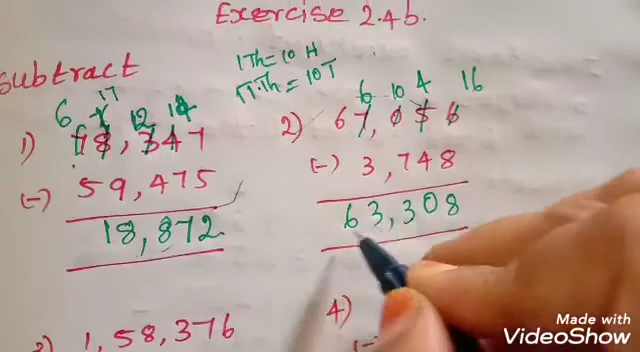 Exercise 2.4b.
Subtract
1Th = 10 H
1T.Th = 10T
6 17 12 14
1) 78,347
(-) 59,475
18,872
6 10 4 16
2) 67,056
(-) 3,748
63,308
3) 1,58,376
4)
(-)
Made with
VideoShow